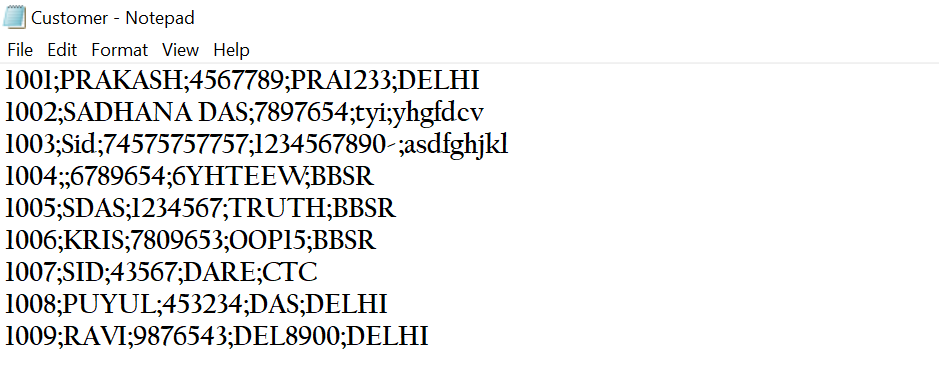 Customer - Notepad
File Edit Format View Help
1001;PRAKASH;4567789;PRA1233;DELHI
1002;SADHANA DAS;7897654;tyi;yhgfdcv
1003;Sid;74575757757;1234567890-;asdfghjkl
1004;;6789654;6YHTEEW;BBSR
1005;SDAS;1234567;TRUTH;BBSR
1006;KRIS;7809653;OOP15;BBSR
1007;SID;43567;DARE;CTC
1008;PUYUL;453234;DAS;DELHI
1009;RAVI;9876543;DEL8900;DELHI